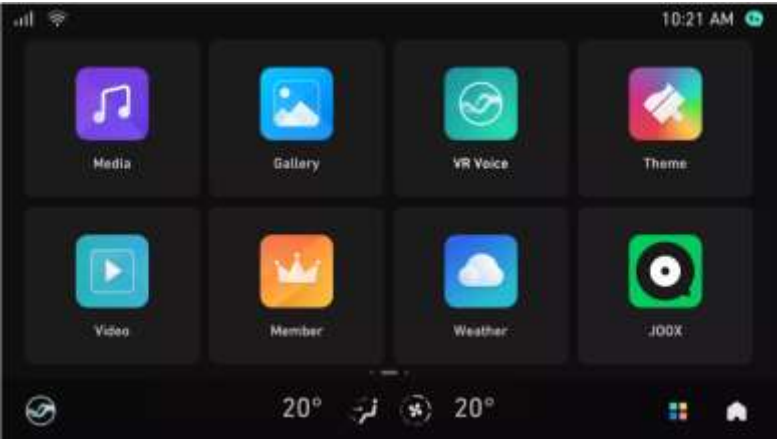 10:21 AM
Media
Gallery
VR Voice
Theme
Video
Member
Weather
JOOX
20°
20°